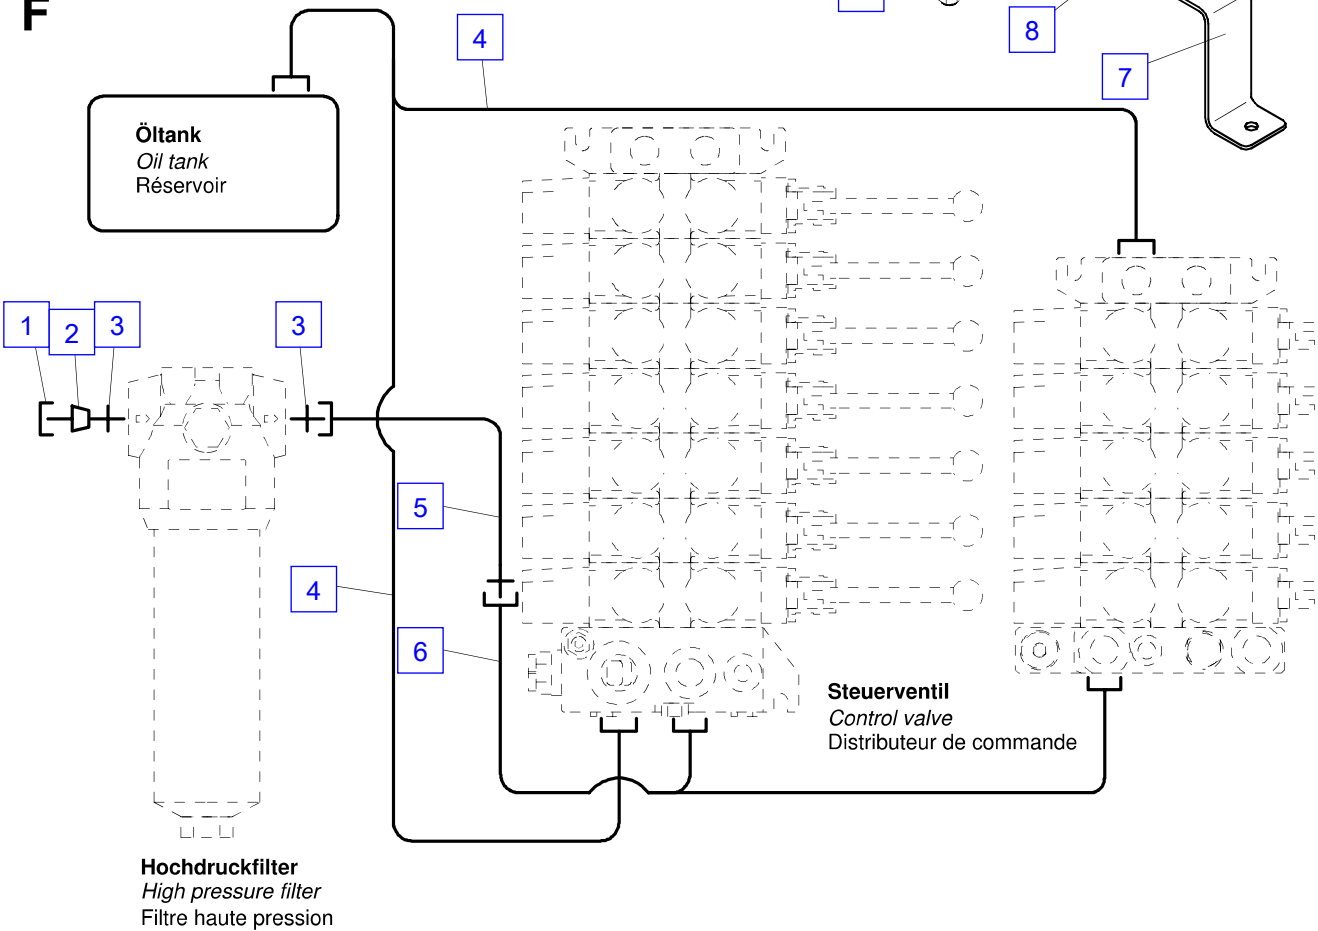 F
4
8
7
Öltank
Oil tank
Réservoir
1
2
3
3
5
4
6
Steuerventil
Control valve
Distributeur de commande
Hochdruckfilter
High pressure filter
Filtre haute pression